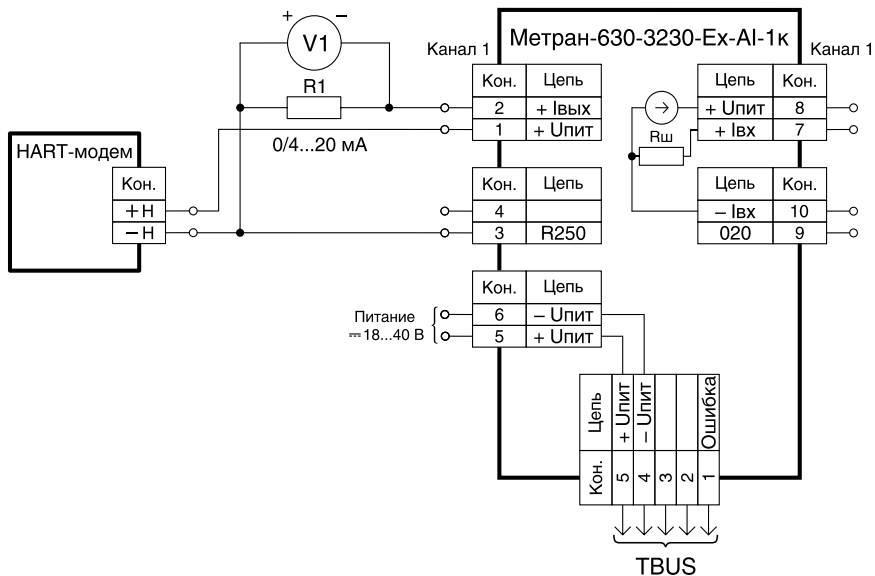 + –
V1
R1
0/4...20 мА
HART-модем
Кон.
+ H
– H
Канал 1
Метран-630-3230-Ex-AI-1к
Канал 1
Кон. Цепь
2 + Iвых
1 + Uпит
Кон. Цепь
4
3 R250
Цепь Кон.
+ Uпит 8
+ Iвх 7
Rш
Цепь Кон.
– Iвх 10
020 9
Питание
18...40 В
Кон. Цепь
6 – Uпит
5 + Uпит
Цепь + Uпит – Uпит Ошибка
Кон. 5 4 3 2 1
TBUS